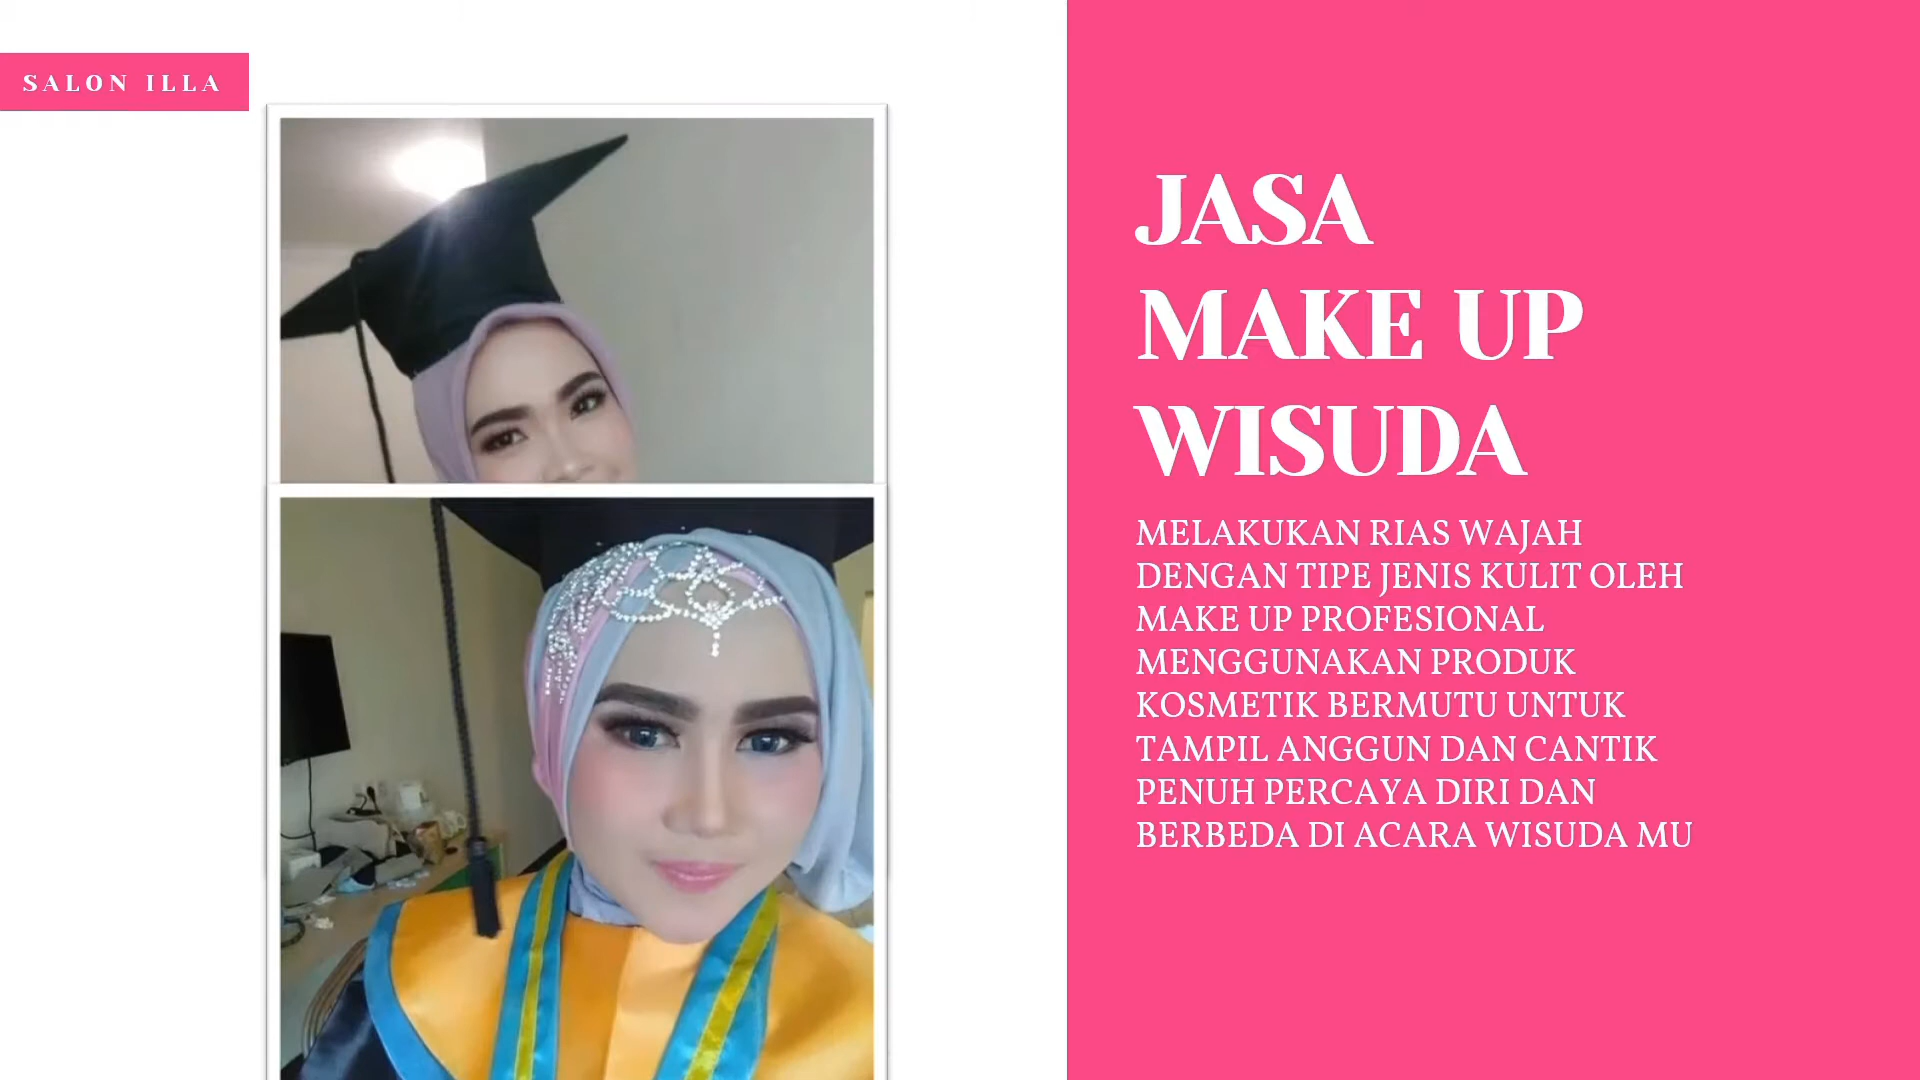 SALON ILLA
JASA
MAKE UP
WISUDA
MELAKUKAN RIAS WAJAH
DENGAN TIPE JENIS KULIT OLEH
MAKE UP PROFESIONAL
MENGGUNAKAN PRODUK
KOSMETIK BERMUTU UNTUK
TAMPIL ANGGUN DAN CANTIK
PENUH PERCAYA DIRI DAN
BERBEDA DI ACARA WISUDA MU